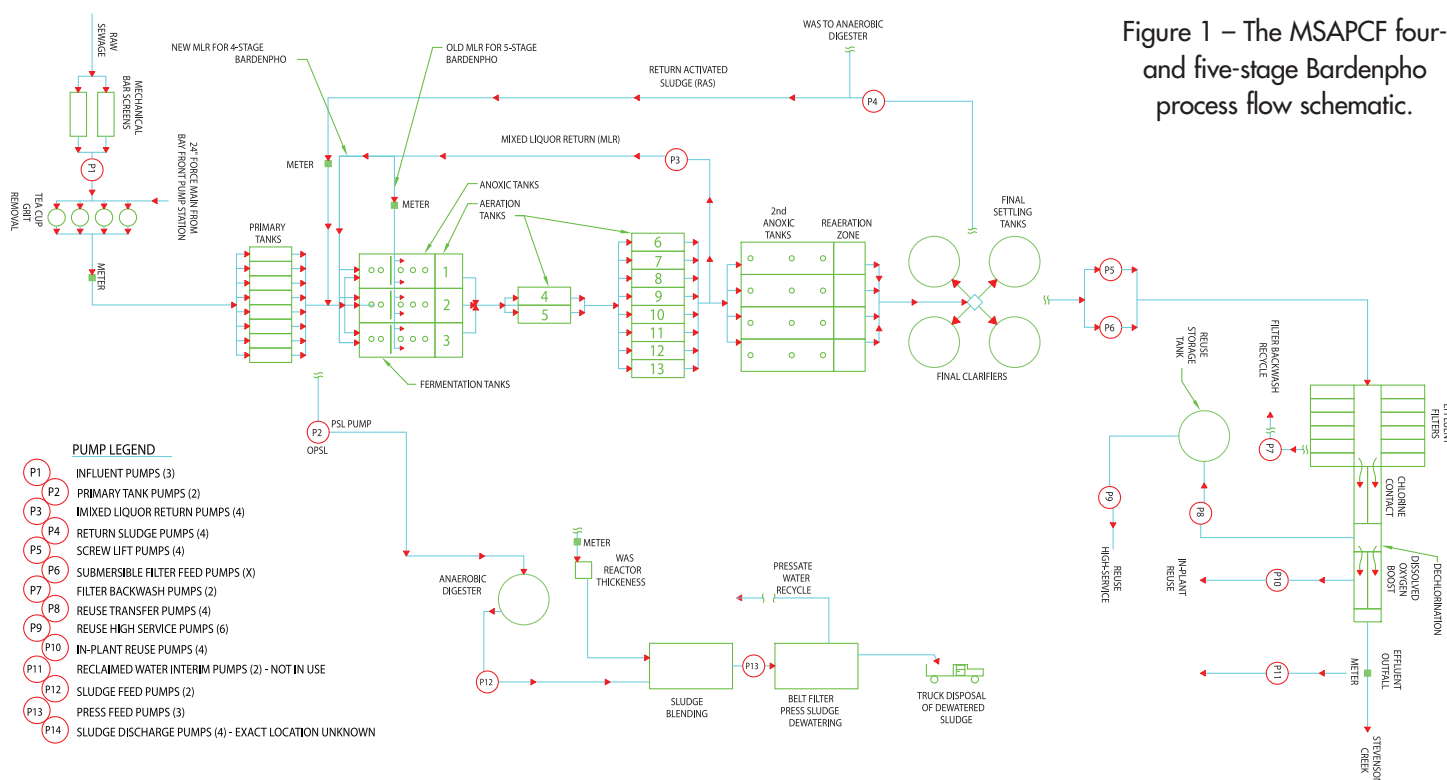 Figure 1 – The MSAPCF four-
and five-stage Bardenpho
process flow schematic.
RAW
SEWAGE
MECHANICAL
BAR SCREENS
P1
24" FORCE MAIN FROM
BAY FRONT PUMP STATION
TEA CUP
GRIT
REMOVAL
METER
NEW MLR FOR 4-STAGE
BARDENPHO
OLD MLR FOR 5-STAGE
BARDENPHO
WAS TO ANAEROBIC
DIGESTER
RETURN ACTIVATED
SLUDGE (RAS)
P4
MIXED LIQUOR RETURN (MLR)
P3
METER
METER
ANOXIC TANKS
AERATION
TANKS
PRIMARY
TANKS
1
2
3
4
5
6
7
8
9
10
11
12
13
FERMENTATION TANKS
2nd
ANOXIC
TANKS
REAERATION
ZONE
FINAL
SETTLING
TANKS
FINAL CLARIFIERS
P5
P6
REUSE
STORAGE
TANK
FILTER BACKWASH
RECYCLE
P7
EFFLUENT
FILTERS
CHLORINE
CONTACT
P8
P9
REUSE
HIGH-SERVICE
DECHLORINATION
DISSOLVED
OXYGEN
BOOST
IN-PLANT
REUSE
P10
P11
EFFLUENT
OUTFALL
METER
STEVENSON
CREEK
P2
PSL PUMP
OPSL
ANAEROBIC
DIGESTER
METER
WAS
REACTOR
THICKENESS
PRESSATE
WATER
RECYCLE
P12
P13
SLUDGE
BLENDING
BELT FILTER
PRESS SLUDGE
DEWATERING
TRUCK DISPOSAL
OF DEWATERED
SLUDGE
PUMP LEGEND
P1 INFLUENT PUMPS (3)
P2 PRIMARY TANK PUMPS (2)
P3 IMIXED LIQUOR RETURN PUMPS (4)
P4 RETURN SLUDGE PUMPS (4)
P5 SCREW LIFT PUMPS (4)
P6 SUBMERSIBLE FILTER FEED PUMPS (X)
P7 FILTER BACKWASH PUMPS (2)
P8 REUSE TRANSFER PUMPS (4)
P9 REUSE HIGH SERVICE PUMPS (6)
P10 IN-PLANT REUSE PUMPS (4)
P11 RECLAIMED WATER INTERIM PUMPS (2) - NOT IN USE
P12 SLUDGE FEED PUMPS (2)
P13 PRESS FEED PUMPS (3)
P14 SLUDGE DISCHARGE PUMPS (4) - EXACT LOCATION UNKNOWN